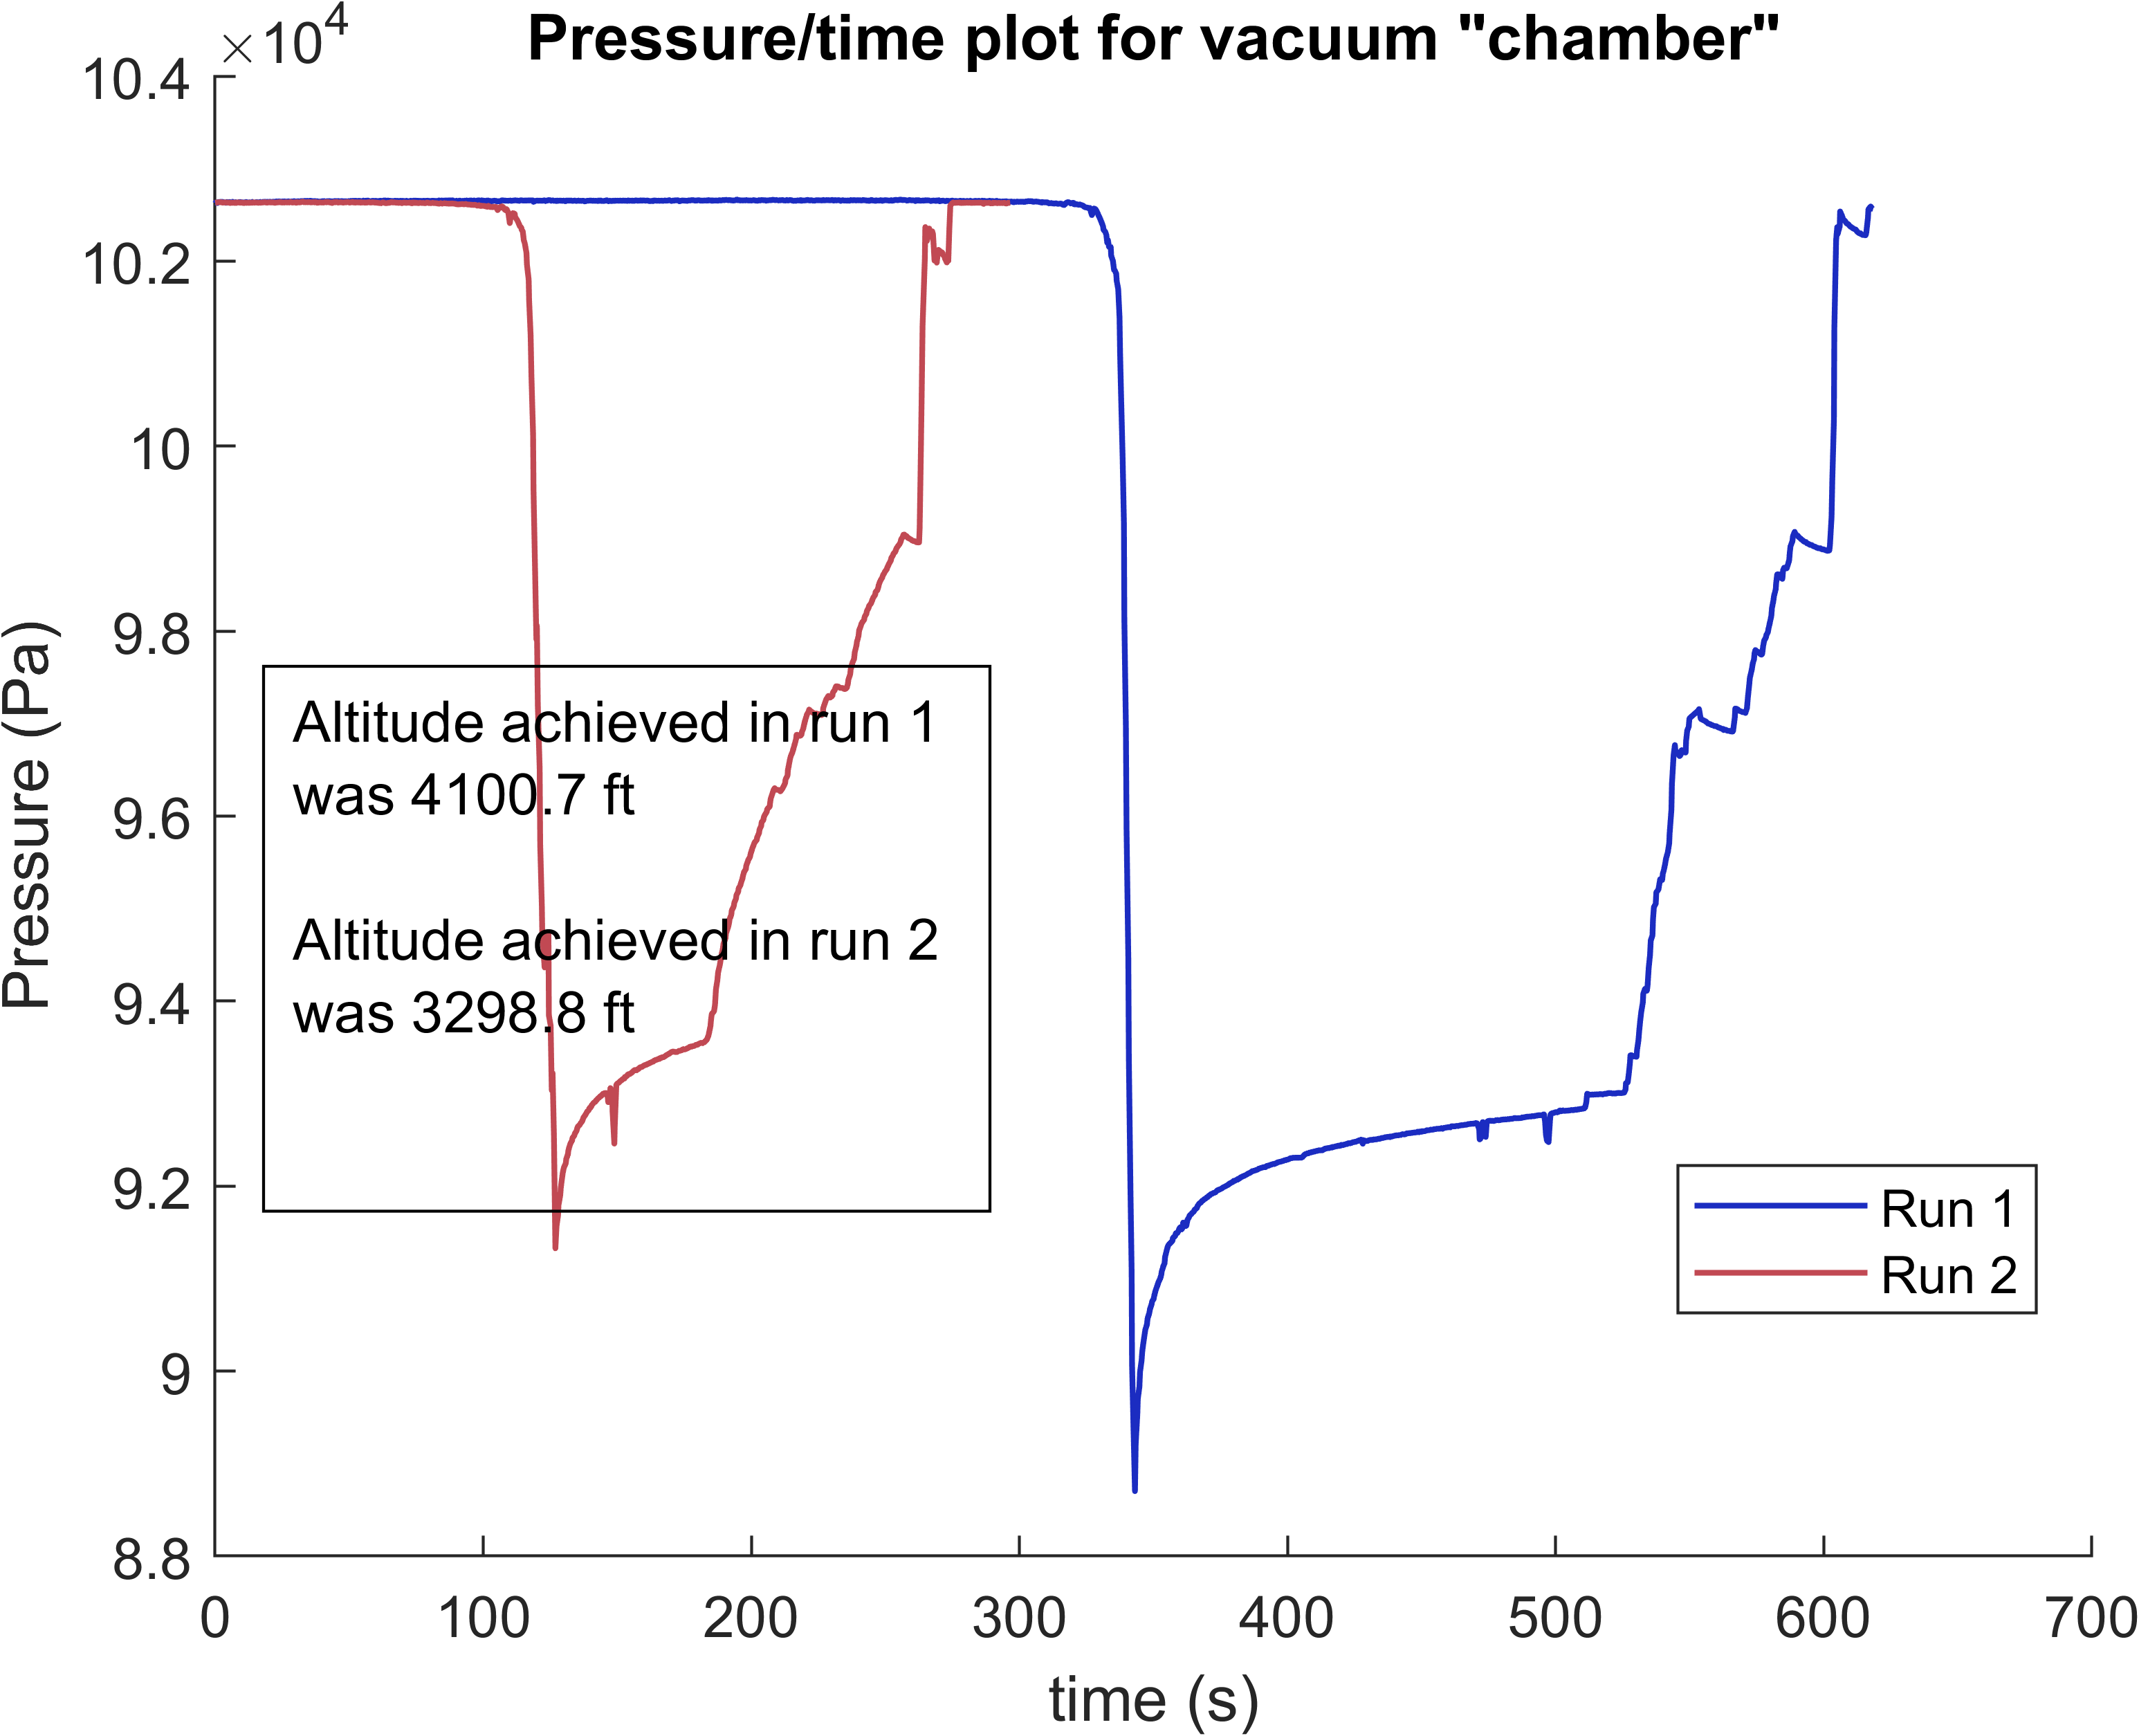 Pressure/time plot for vacuum "chamber"
×10⁴
10.4
10.2
10
9.8
9.6
9.4
9.2
9
8.8
Pressure (Pa)
Altitude achieved in run 1
was 4100.7 ft
Altitude achieved in run 2
was 3298.8 ft
Run 1
Run 2
0 100 200 300 400 500 600 700
time (s)